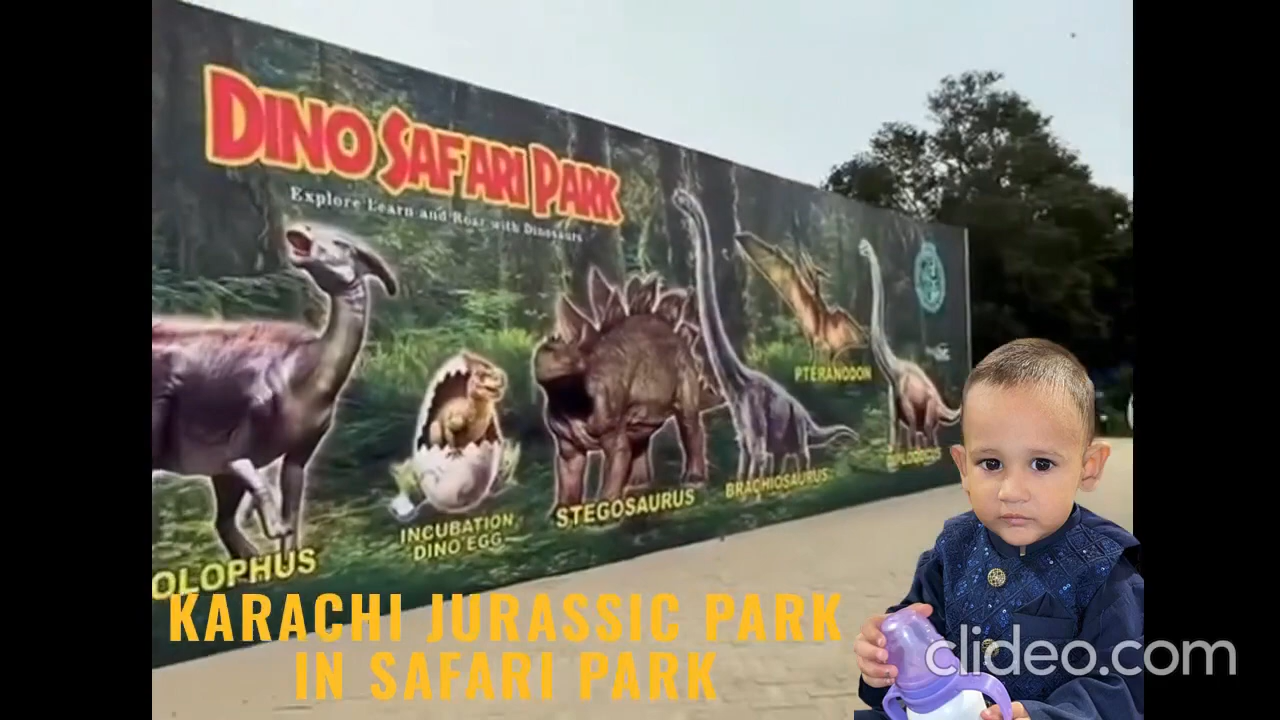 DINO SAFARI PARK
Explore Learn and Roar with Dinosaurs
PTERANODON
OLOPHUS
INCUBATION
DINO EGG
STEGOSAURUS
BRACHIOSAURUS
KARACHI JURASSIC PARK
IN SAFARI PARK
clideo.com